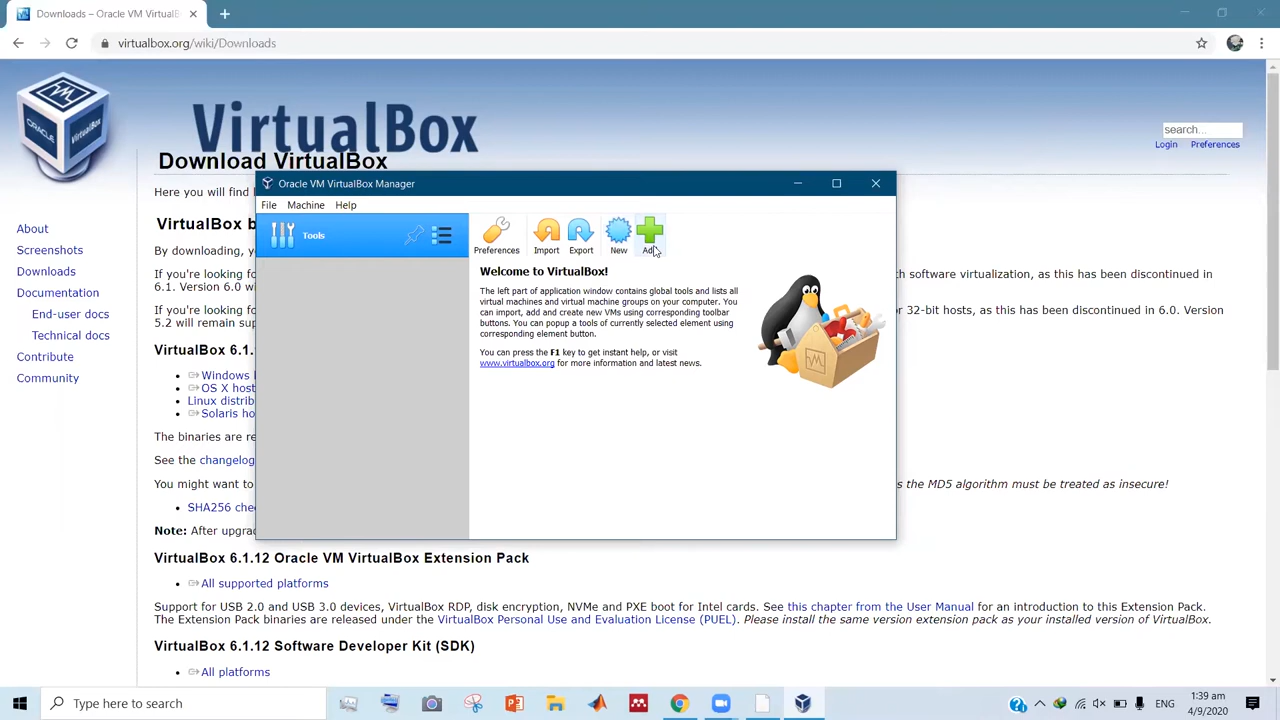 Downloads – Oracle VM VirtualB
virtualbox.org/wiki/Downloads
ORACLE
VirtualBox
VirtualBox
search...
Login Preferences
About
Screenshots
Downloads
Documentation
End-user docs
Technical docs
Contribute
Community
Download VirtualBox
Here you will find
VirtualBox b
By downloading, yo
If you're looking fo
h software virtualization, as this has been discontinued in
6.1. Version 6.0 wi
If you're looking fo
or 32-bit hosts, as this has been discontinued in 6.0. Version
5.2 will remain sup
VirtualBox 6.1.1
Windows h
OS X host
Linux distrib
Solaris ho
The binaries are re
See the changelog
You might want to
s the MD5 algorithm must be treated as insecure!
SHA256 che
Note: After upgrad
VirtualBox 6.1.12 Oracle VM VirtualBox Extension Pack
All supported platforms
Support for USB 2.0 and USB 3.0 devices, VirtualBox RDP, disk encryption, NVMe and PXE boot for Intel cards. See this chapter from the User Manual for an introduction to this Extension Pack.
The Extension Pack binaries are released under the VirtualBox Personal Use and Evaluation License (PUEL). Please install the same version extension pack as your installed version of VirtualBox.
VirtualBox 6.1.12 Software Developer Kit (SDK)
All platforms
Oracle VM VirtualBox Manager
File Machine Help
Tools
Preferences Import Export New Add
Welcome to VirtualBox!
The left part of application window contains global tools and lists all
virtual machines and virtual machine groups on your computer. You
can import, add and create new VMs using corresponding toolbar
buttons. You can popup a tools of currently selected element using
corresponding element button.
You can press the F1 key to get instant help, or visit
www.virtualbox.org for more information and latest news.
Type here to search
ENG
1:39 am
4/9/2020